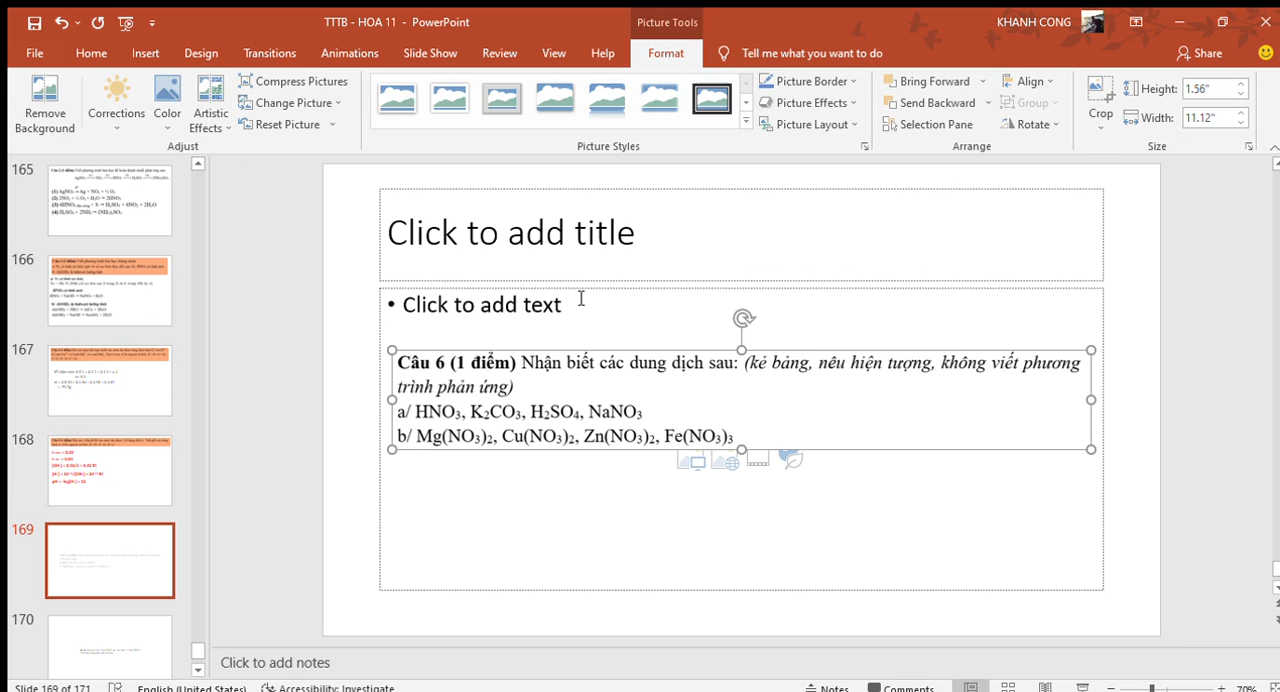 TTTB - HOA 11 - PowerPoint
Picture Tools
KHANH CONG
File Home Insert Design Transitions Animations Slide Show Review View Help Format Tell me what you want to do Share
Remove Background
Corrections
Color
Artistic Effects
Compress Pictures
Change Picture
Reset Picture
Adjust
Picture Styles
Picture Border
Picture Effects
Picture Layout
Bring Forward
Send Backward
Selection Pane
Align
Group
Rotate
Arrange
Crop
Height: 1.56"
Width: 11.12"
Size
165
166
167
168
169
170
Click to add title
• Click to add text
Câu 6 (1 điểm) Nhận biết các dung dịch sau: (kẻ bảng, nêu hiện tượng, không viết phương
trình phản ứng)
a/ HNO₃, K₂CO₃, H₂SO₄, NaNO₃
b/ Mg(NO₃)₂, Cu(NO₃)₂, Zn(NO₃)₂, Fe(NO₃)₃
Click to add notes
Slide 169 of 171 English (United States) Accessibility: Investigate Notes Comments 70%